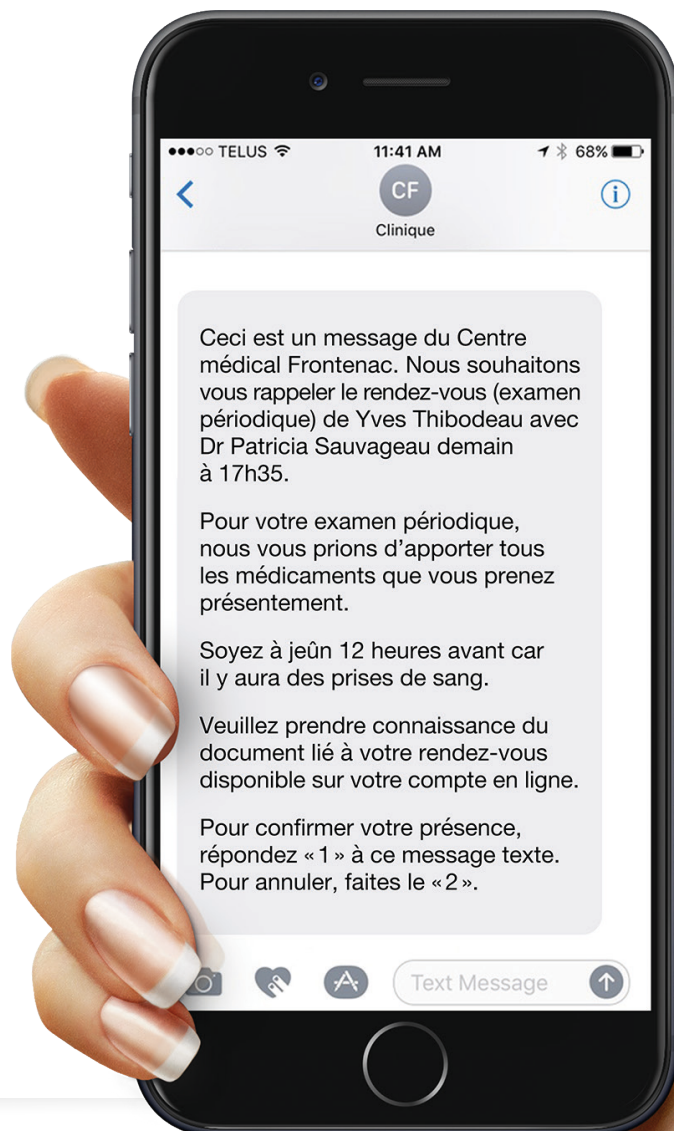 TELUS 11:41 AM 68%
CF
Clinique
Ceci est un message du Centre
médical Frontenac. Nous souhaitons
vous rappeler le rendez-vous (examen
périodique) de Yves Thibodeau avec
Dr Patricia Sauvageau demain
à 17h35.
Pour votre examen périodique,
nous vous prions d’apporter tous
les médicaments que vous prenez
présentement.
Soyez à jeûn 12 heures avant car
il y aura des prises de sang.
Veuillez prendre connaissance du
document lié à votre rendez-vous
disponible sur votre compte en ligne.
Pour confirmer votre présence,
répondez «1» à ce message texte.
Pour annuler, faites le «2».
Text Message